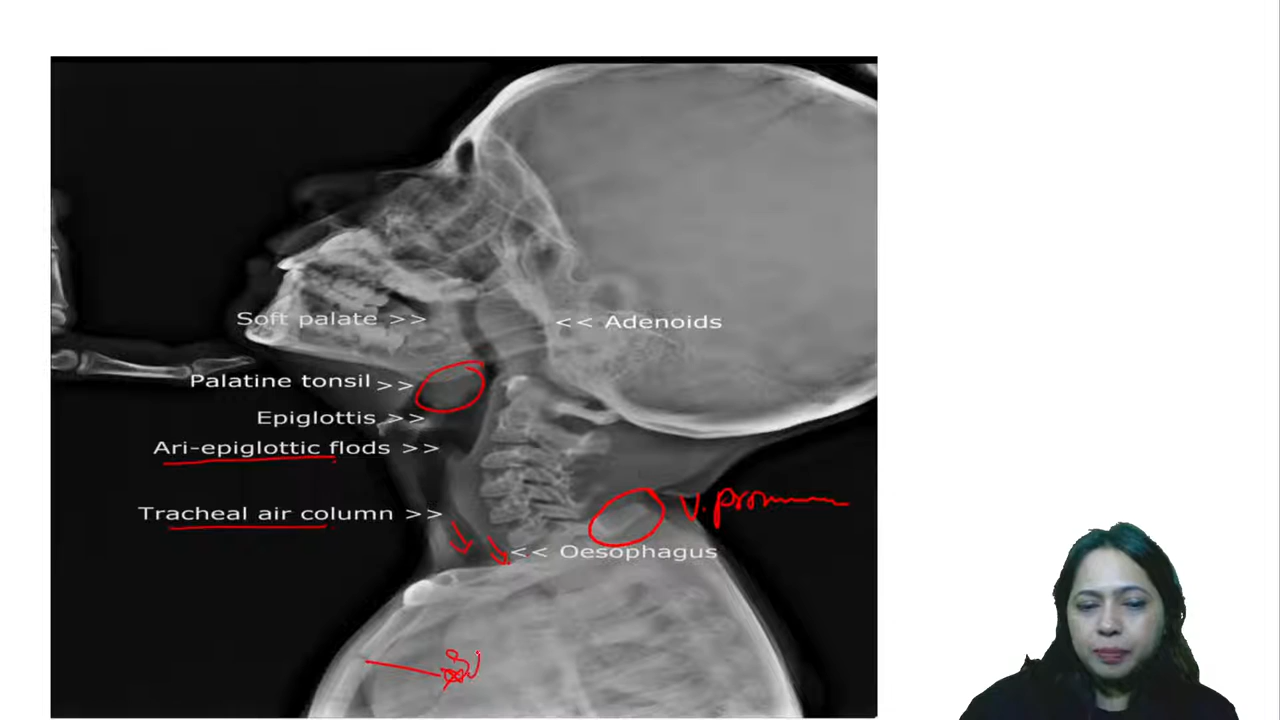 Soft palate >>
<< Adenoids
Palatine tonsil >>
Epiglottis >>
Ari-epiglottic flods >>
Tracheal air column >>
<< Oesophagus